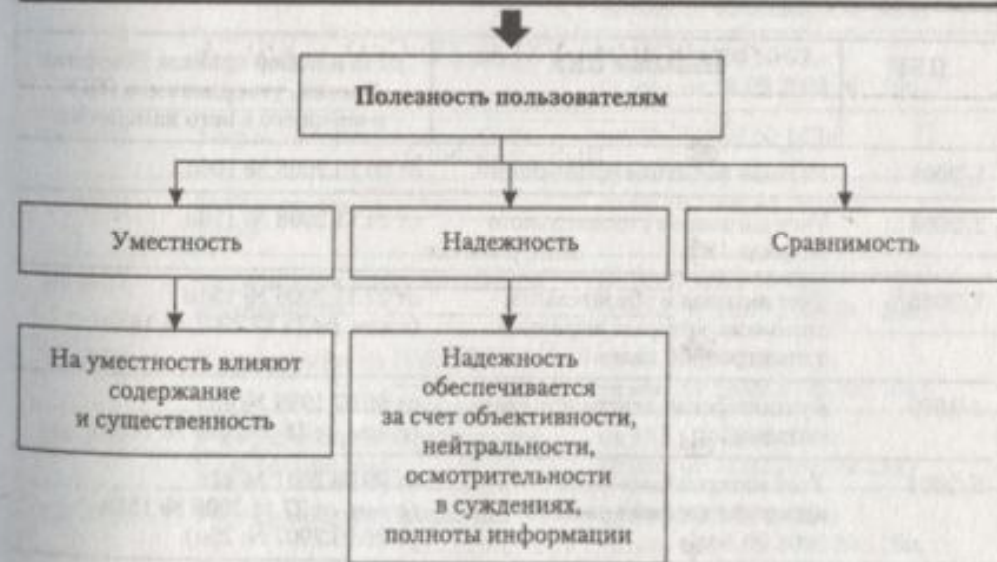 Полезность пользователям
Уместность
Надежность
Сравнимость
На уместность влияют
содержание
и существенность
Надежность
обеспечивается
за счет объективности,
нейтральности,
осмотрительности
в суждениях,
полноты информации